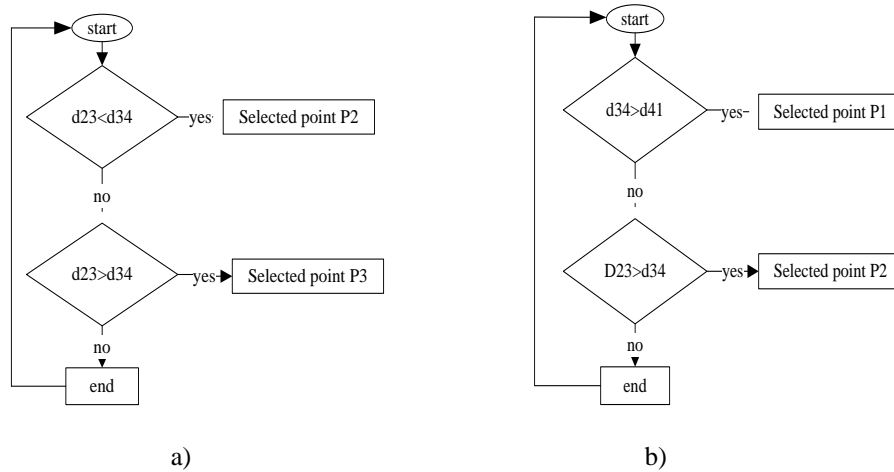 start
d23<d34
yes
Selected point P2
no
d23>d34
yes
Selected point P3
no
end
a)
start
d34>d41
yes
Selected point P1
no
D23>d34
yes
Selected point P2
no
end
b)